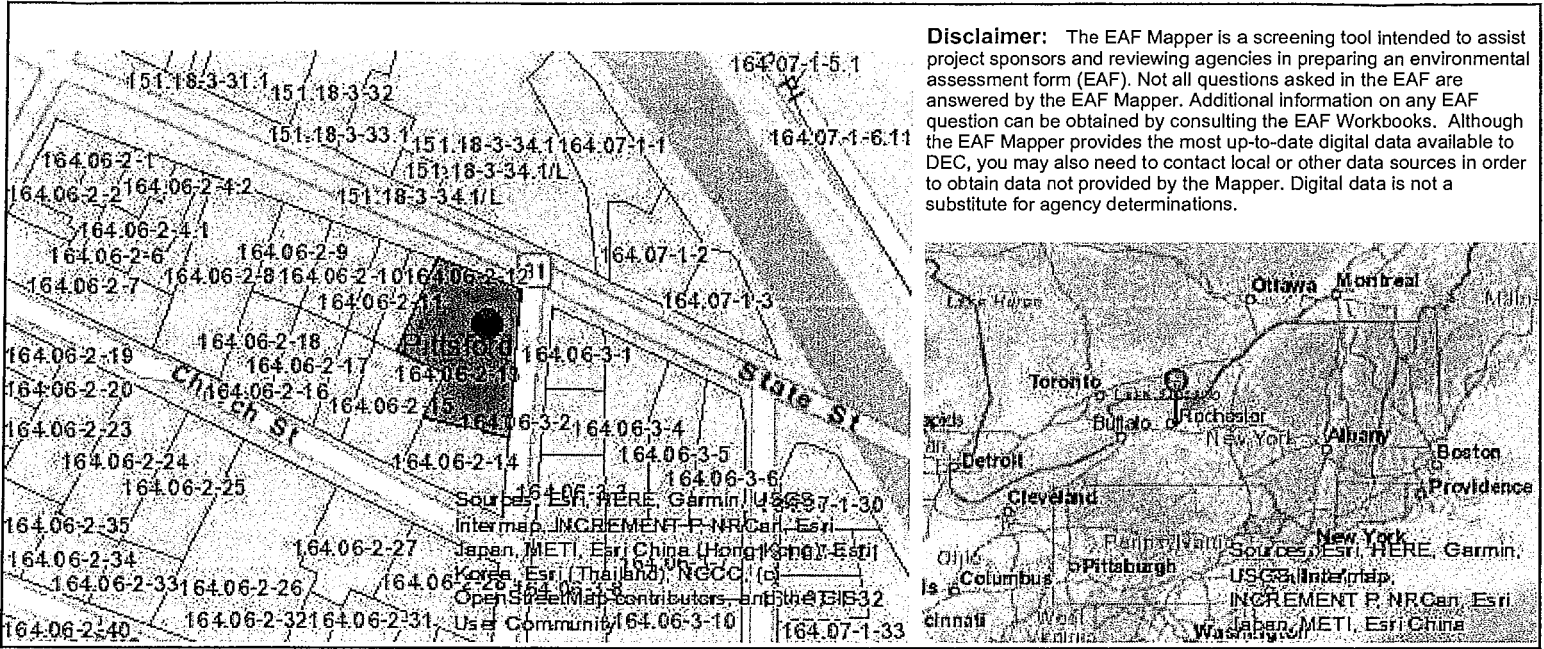 Disclaimer: The EAF Mapper is a screening tool intended to assist
project sponsors and reviewing agencies in preparing an environmental
assessment form (EAF). Not all questions asked in the EAF are
answered by the EAF Mapper. Additional information on any EAF
question can be obtained by consulting the EAF Workbooks. Although
the EAF Mapper provides the most up-to-date digital data available to
DEC, you may also need to contact local or other data sources in order
to obtain data not provided by the Mapper. Digital data is not a
substitute for agency determinations.
151.18-3-31.1
151.18-3-32
164.07-1-5.1
Pl
151.18-3-33.1
151.18-3-34.1
164.07-1-1
164.07-1-6.11
164.06-2-1
151.18-3-34.1/L
164.06-2-2
164.06-2-4.2
151.18-3-34.1/L
164.06-2-4.1
164.06-2-6
164.06-2-9
164.07-1-2
164.06-2-7
164.06-2-8
164.06-2-10
164.06-2-12
31
164.06-2-11
164.07-1-3
Pittsford
164.06-2-18
164.06-2-19
164.06-2-17
164.06-3-1
164.06-2-13
State St
Church St
164.06-2-20
164.06-2-16
164.06-2-15
164.06-2-23
164.06-3-2
164.06-3-4
164.06-2-24
164.06-2-14
164.06-3-5
164.06-2-25
164.06-3-6
164.06-2-35
164.06-2-27
164.06-2-34
164.06-2-33
164.06-2-26
164.06-2-32
164.06-2-31
164.06-2-40
164.06-3-10
164.07-1-33
Sources: Esri, HERE, Garmin, USGS,
Intermap, INCREMENT P, NRCan, Esri
Japan, METI, Esri China (Hong Kong), Esri
Korea, Esri (Thailand), NGCC, (c)
OpenStreetMap contributors, and the GIS
User Community
Ottawa
Montreal
Lake Huron
Toronto
Buffalo
Rochester
New York
Albany
Detroit
Boston
Cleveland
Providence
New York
Pennsylvania
Ohio
Pittsburgh
Columbus
cinnati
Washington
Sources: Esri, HERE, Garmin,
USGS, Intermap,
INCREMENT P, NRCan, Esri
Japan, METI, Esri China